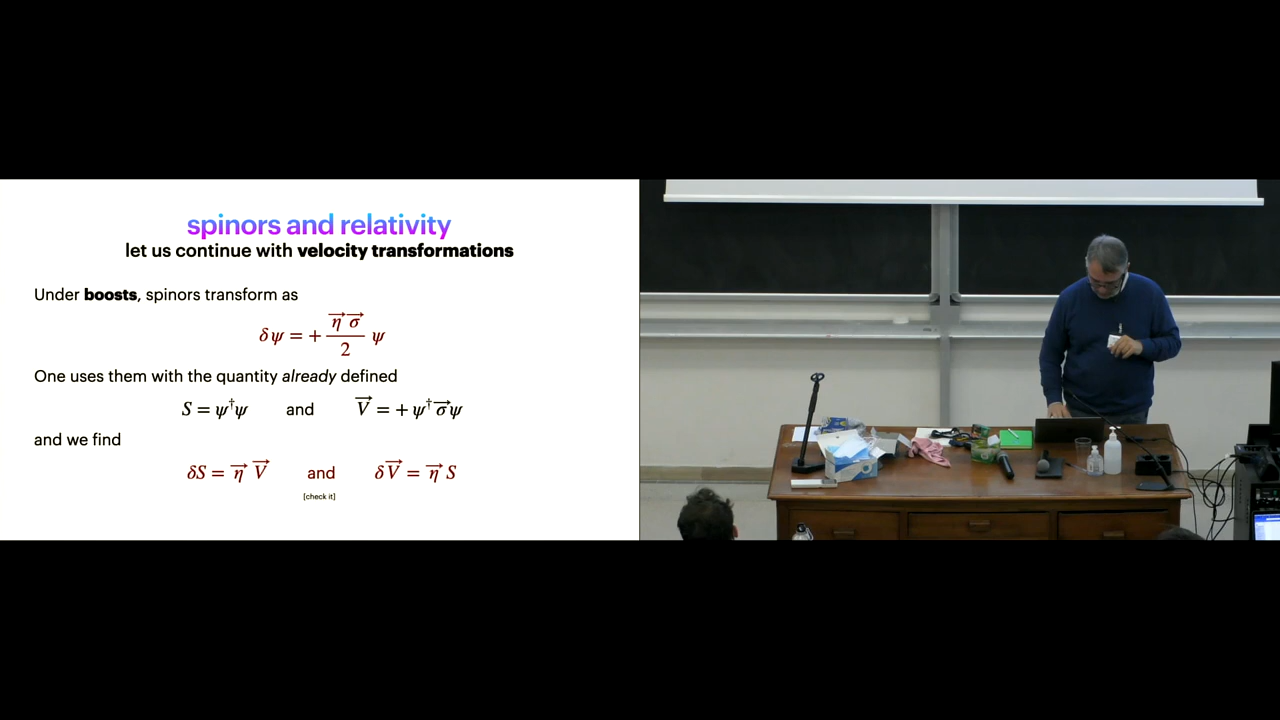 spinors and relativity
let us continue with velocity transformations
Under boosts, spinors transform as
δψ = + (η⃗ σ⃗ / 2) ψ
One uses them with the quantity already defined
S = ψ†ψ and V⃗ = + ψ†σ⃗ψ
and we find
δS = η⃗ V⃗ and δV⃗ = η⃗ S
[check it]